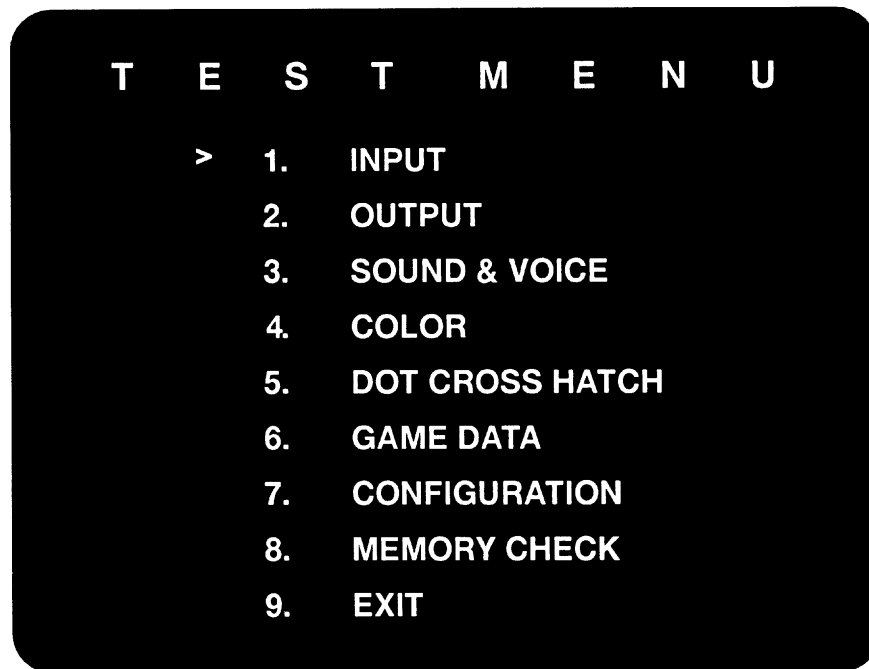 T E S T M E N U
> 1. INPUT
2. OUTPUT
3. SOUND & VOICE
4. COLOR
5. DOT CROSS HATCH
6. GAME DATA
7. CONFIGURATION
8. MEMORY CHECK
9. EXIT